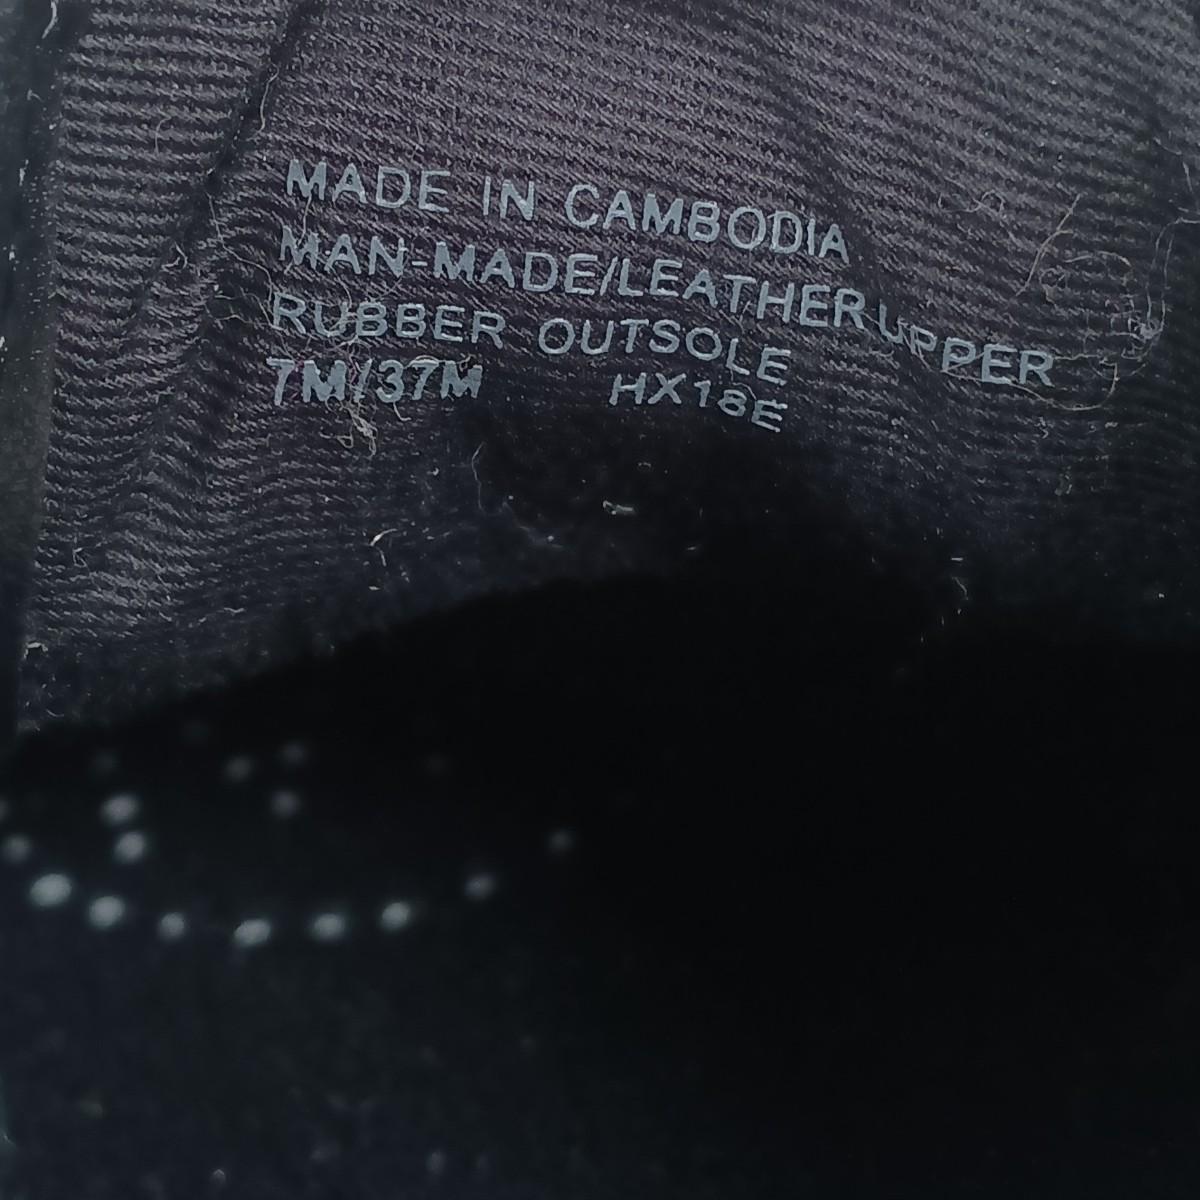 MADE IN CAMBODIA
MAN-MADE/LEATHER UPPER
RUBBER OUTSOLE
7M/37M HX18E